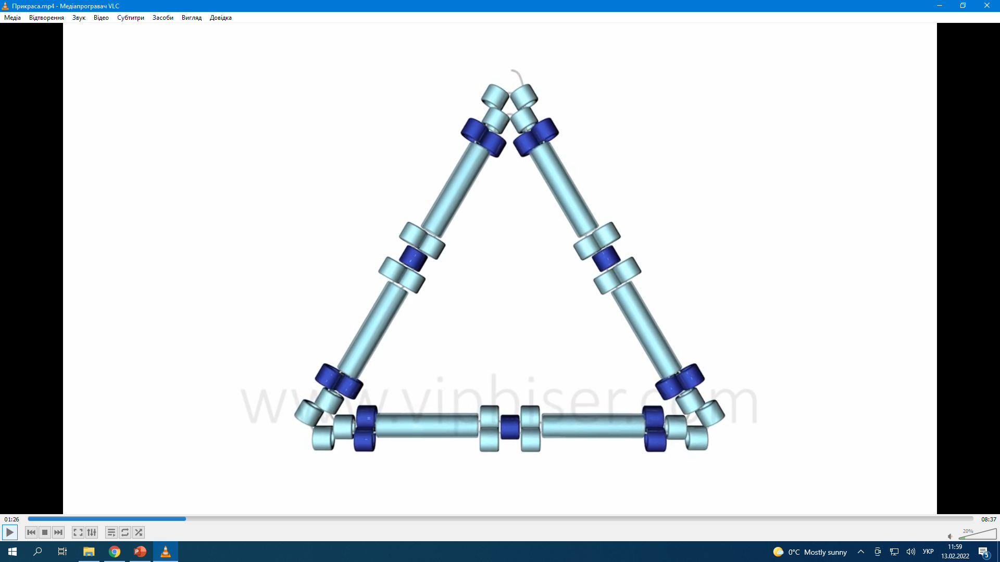 Прикраса.mp4 - Медіапрогравач VLC
Медіа Відтворення Звук Відео Субтитри Засоби Вигляд Довідка
www.vipbiser.com
01:26 08:37
20%
0°C Mostly sunny УКР 11:59
13.02.2022 5